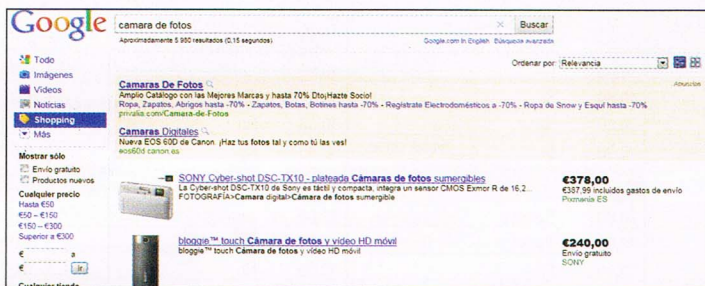 Google
camara de fotos
Buscar
Aproximadamente 5 980 resultados (0,15 segundos)
Google.com in English Búsqueda avanzada
Todo
Imágenes
Vídeos
Noticias
Shopping
Más
Mostrar sólo
Envío gratuito
Productos nuevos
Cualquier precio
Hasta €50
€50 – €150
€150 – €300
Superior a €300
€ a
€ Ir
Cualquier tienda
Ordenar por: Relevancia
Anuncios
Camaras De Fotos
Amplio Catálogo con las Mejores Marcas y hasta 70% Dto¡Hazte Socio!
Ropa, Zapatos, Abrigos hasta -70% - Zapatos, Botas, Botines hasta -70% - Regístrate Electrodomésticos a -70% - Ropa de Snow y Esquí hasta -70%
privalia.com/Camara-de-Fotos
Camaras Digitales
Nueva EOS 60D de Canon. ¡Haz tus fotos tal y como tú las ves!
eos60d.canon.es
SONY Cyber-shot DSC-TX10 - plateada Cámaras de fotos sumergibles
La Cyber-shot DSC-TX10 de Sony es táctil y compacta, integra un sensor CMOS Exmor R de 16,2...
FOTOGRAFÍA>Camara digital>Cámara de fotos sumergible
€378,00
€387,99 incluidos gastos de envío
Pixmania ES
bloggie™ touch Cámara de fotos y vídeo HD móvil
bloggie™ touch Cámara de fotos y vídeo HD móvil
€240,00
Envío gratuito
SONY